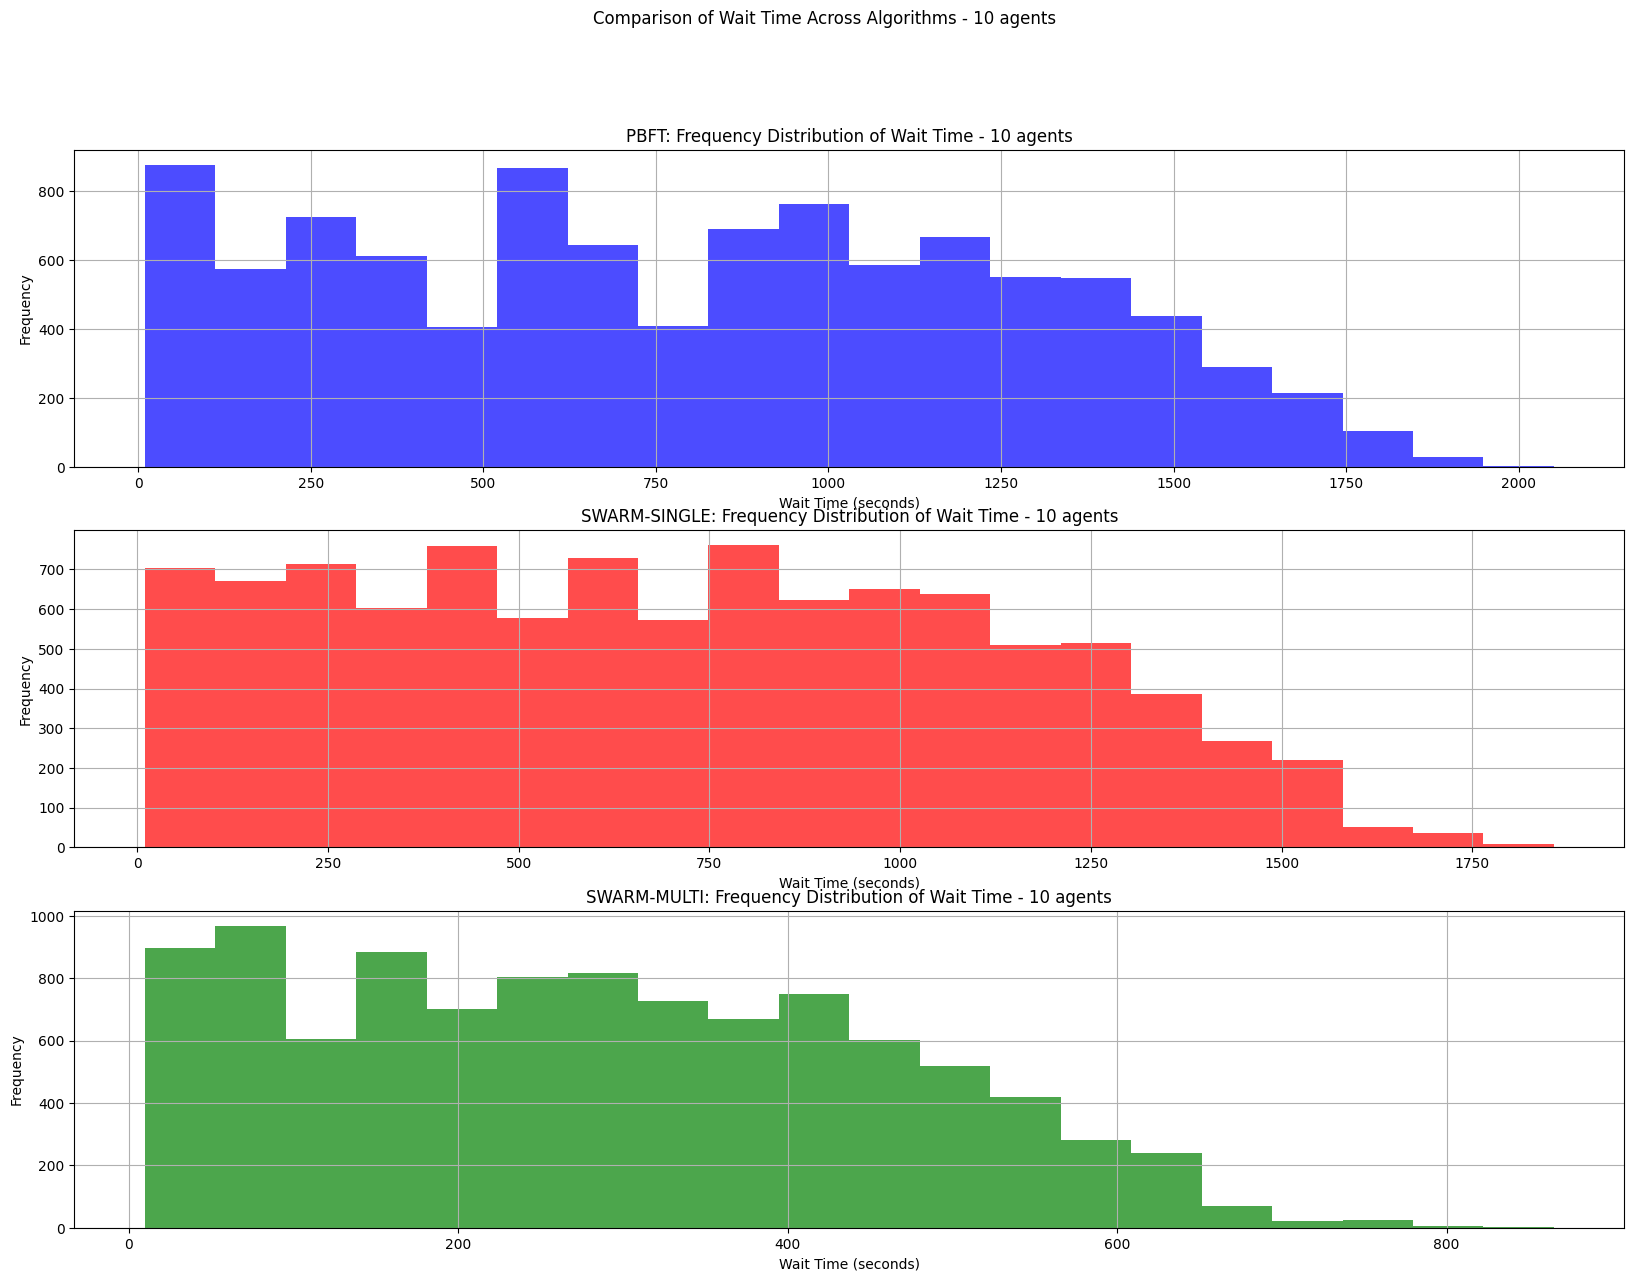 Comparison of Wait Time Across Algorithms - 10 agents
PBFT: Frequency Distribution of Wait Time - 10 agents
Frequency
800
600
400
200
0
0 250 500 750 1000 1250 1500 1750 2000
Wait Time (seconds)
SWARM-SINGLE: Frequency Distribution of Wait Time - 10 agents
Frequency
700
600
500
400
300
200
100
0
0 250 500 750 1000 1250 1500 1750
Wait Time (seconds)
SWARM-MULTI: Frequency Distribution of Wait Time - 10 agents
Frequency
1000
800
600
400
200
0
0 200 400 600 800
Wait Time (seconds)